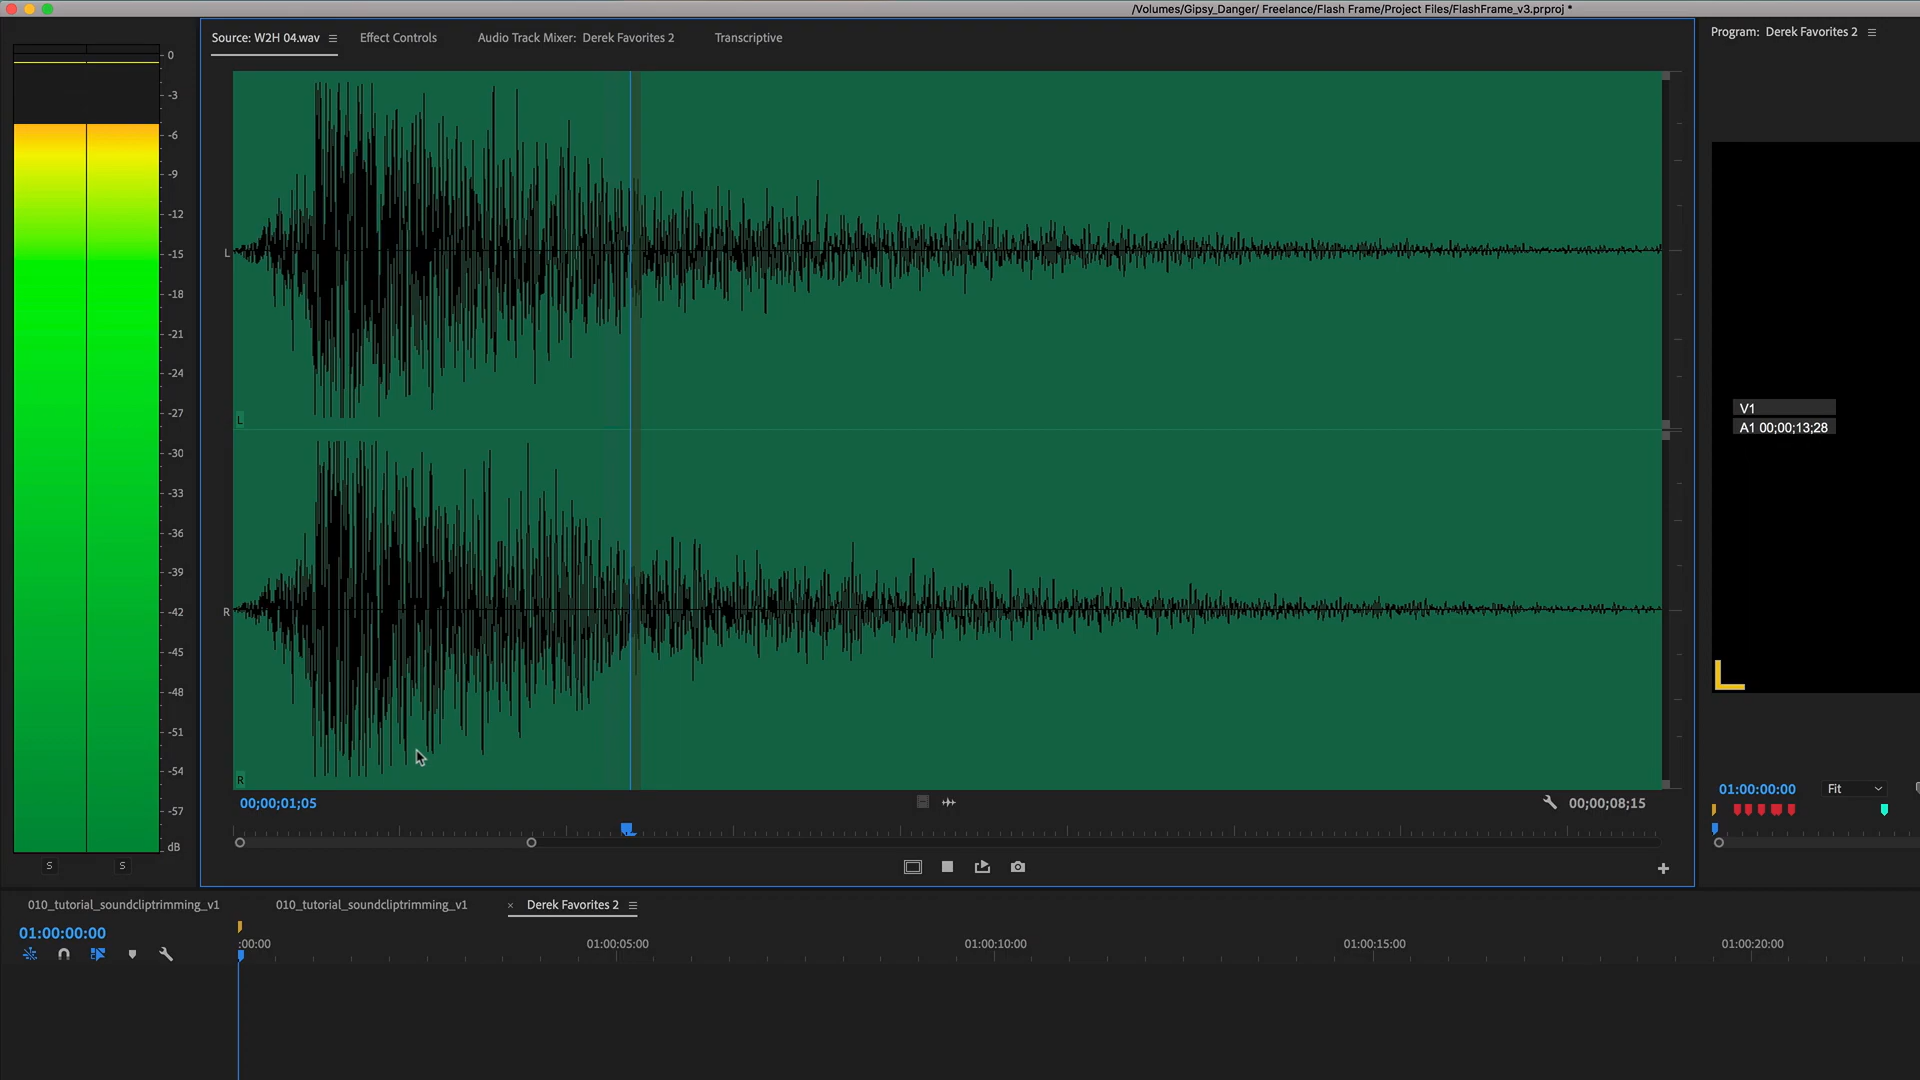 /Volumes/Gipsy_Danger/ Freelance/Flash Frame/Project Files/FlashFrame_v3.prproj *
Source: W2H 04.wav
Effect Controls
Audio Track Mixer: Derek Favorites 2
Transcriptive
Program: Derek Favorites 2
0
-3
-6
-9
-12
-15
-18
-21
-24
-27
-30
-33
-36
-39
-42
-45
-48
-51
-54
-57
dB
S
S
L
L
R
R
V1
A1 00;00;13;28
00;00;01;05
00;00;08;15
01:00:00:00
Fit
010_tutorial_soundcliptrimming_v1
010_tutorial_soundcliptrimming_v1
× Derek Favorites 2
01:00:00:00
:00:00
01:00:05:00
01:00:10:00
01:00:15:00
01:00:20:00